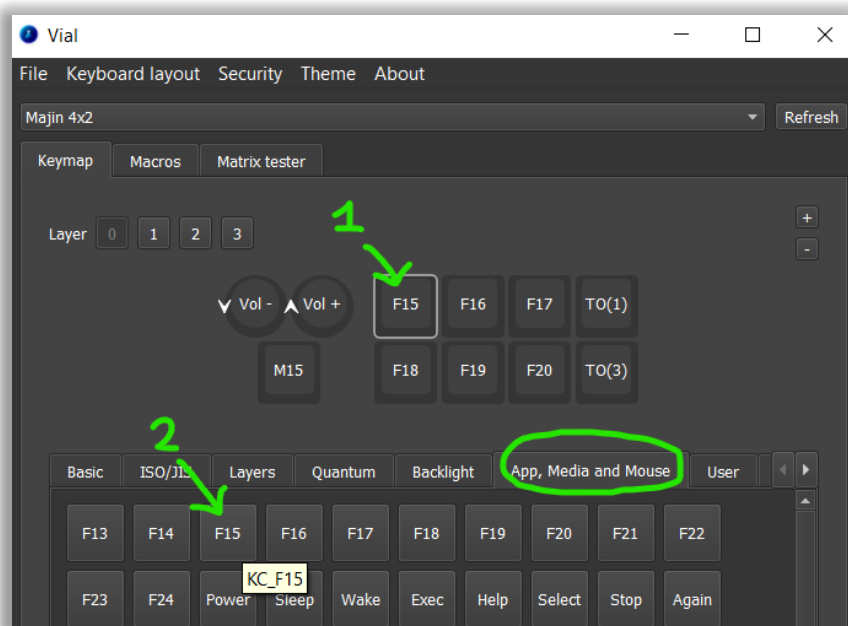 Vial
File Keyboard layout Security Theme About
Majin 4x2 Refresh
Keymap Macros Matrix tester
1
+
Layer 0 1 2 3
-
Vol - Vol + F15 F16 F17 TO(1)
M15 F18 F19 F20 TO(3)
2
Basic ISO/JIS Layers Quantum Backlight App, Media and Mouse User
F13 F14 F15 F16 F17 F18 F19 F20 F21 F22
KC_F15
F23 F24 Power Sleep Wake Exec Help Select Stop Again